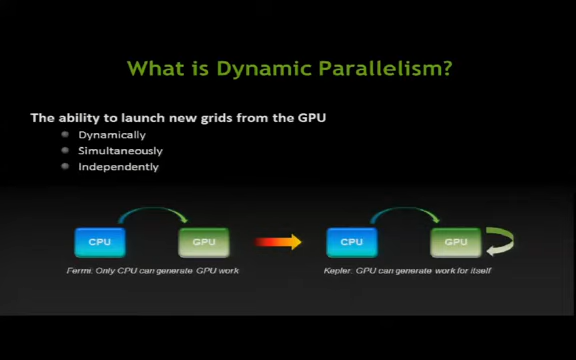 What is Dynamic Parallelism?
The ability to launch new grids from the GPU
Dynamically
Simultaneously
Independently
CPU
GPU
CPU
GPU
Fermi: Only CPU can generate GPU work
Kepler: GPU can generate work for itself